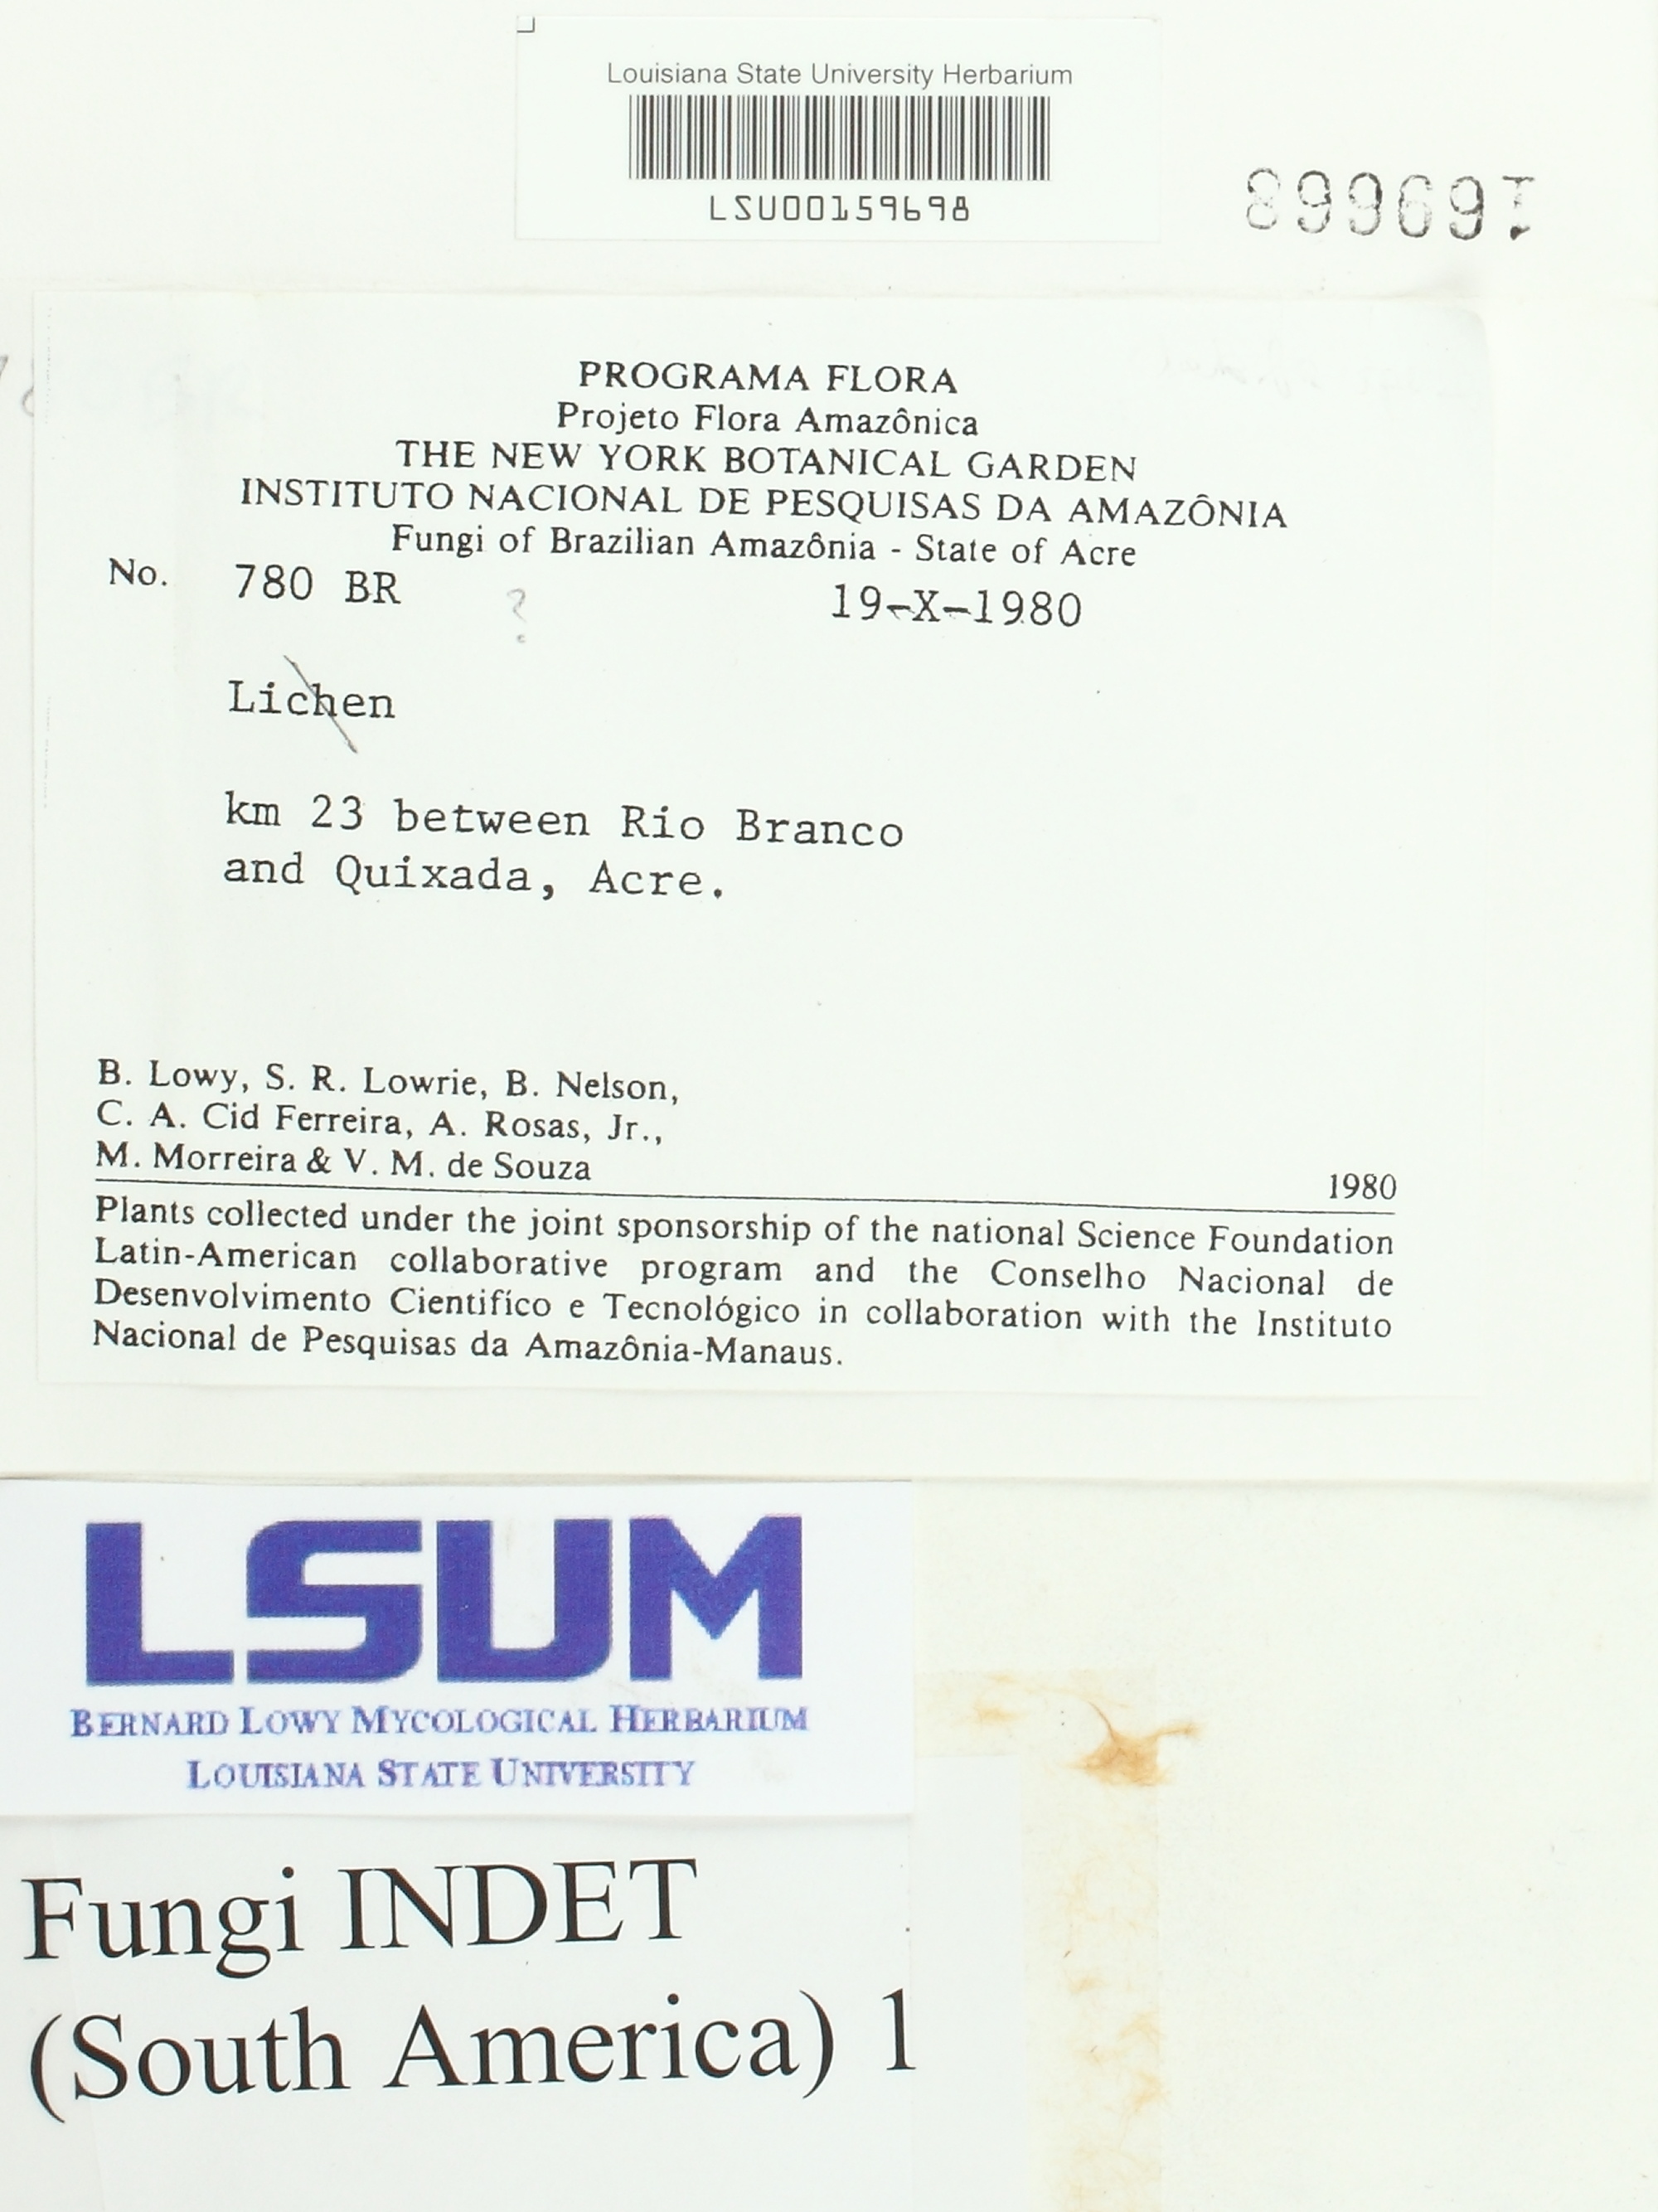 Louisiana State University Herbarium
LSU00159698
169668
PROGRAMA FLORA
Projeto Flora Amazônica
THE NEW YORK BOTANICAL GARDEN
INSTITUTO NACIONAL DE PESQUISAS DA AMAZÔNIA
Fungi of Brazilian Amazônia - State of Acre
No. 780 BR ? 19-X-1980
Lichen
km 23 between Rio Branco
and Quixada, Acre.
B. Lowy, S. R. Lowrie, B. Nelson,
C. A. Cid Ferreira, A. Rosas, Jr.,
M. Morreira & V. M. de Souza 1980
Plants collected under the joint sponsorship of the national Science Foundation
Latin-American collaborative program and the Conselho Nacional de
Desenvolvimento Cientifíco e Tecnológico in collaboration with the Instituto
Nacional de Pesquisas da Amazônia-Manaus.
LSUM
BERNARD LOWY MYCOLOGICAL HERBARIUM
LOUISIANA STATE UNIVERSITY
Fungi INDET
(South America) 1